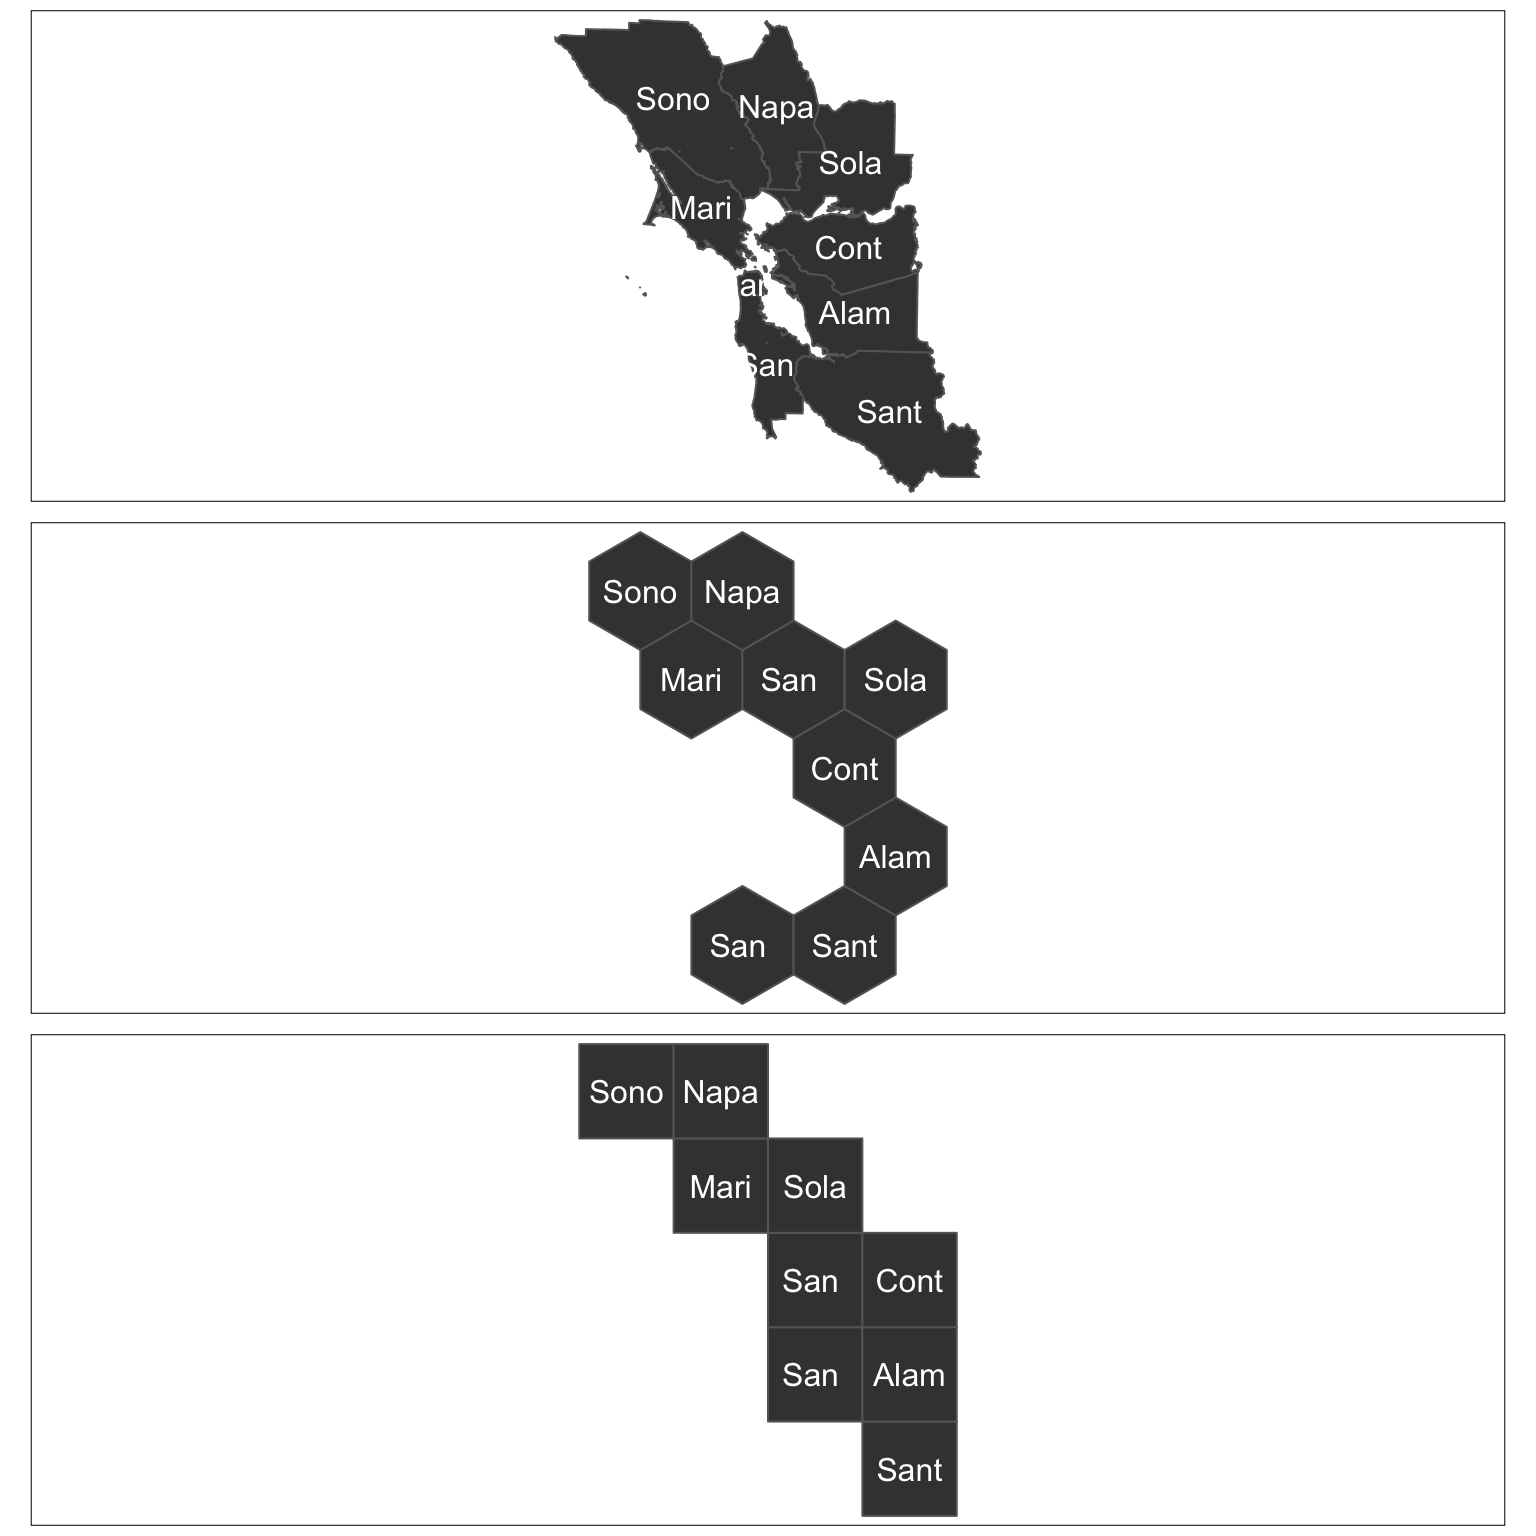 Sono
Napa
Sola
Mari
Cont
Alam
San
Sant
Sono Napa
Mari San Sola
Cont
Alam
San Sant
Sono Napa
Mari Sola
San Cont
San Alam
Sant